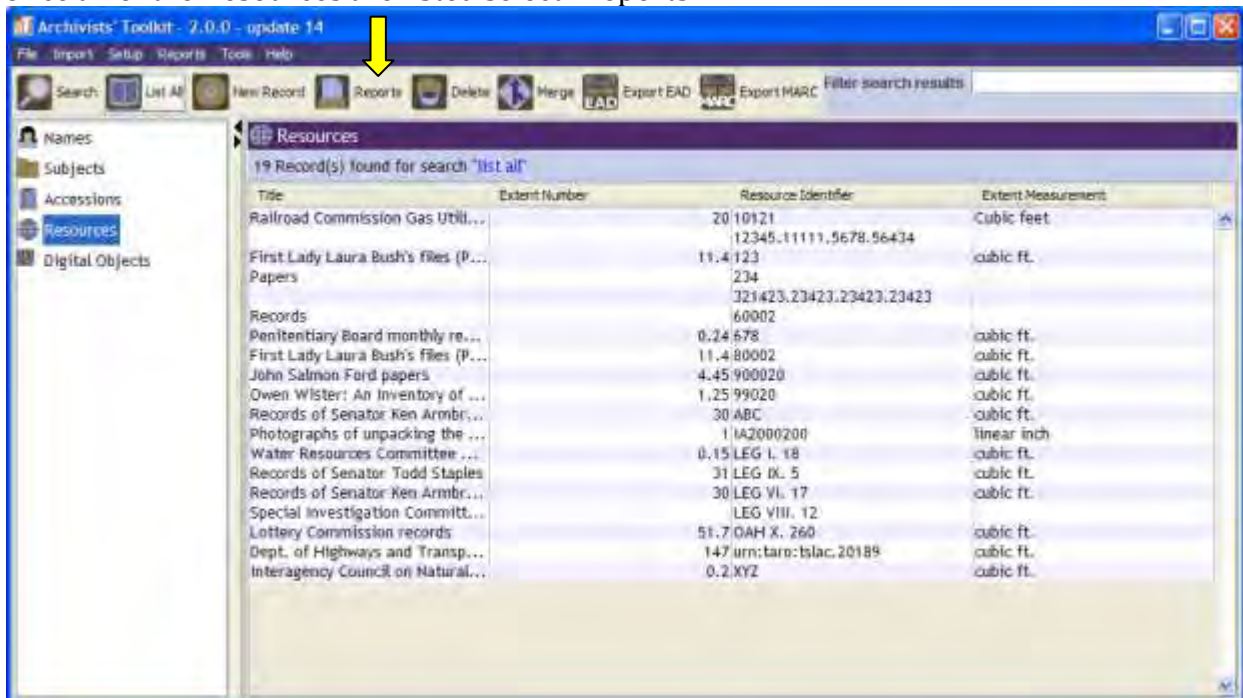 Archivists' Toolkit - 2.0.0 - update 14
File Import Setup Reports Tools Help
Search List All New Record Reports Delete Merge EAD Export EAD MARC Export MARC Filter search results
Names
Subjects
Accessions
Resources
Digital Objects
Resources
19 Record(s) found for search "list all"
Title Extent Number Resource Identifier Extent Measurement
Railroad Commission Gas Utili... 20 10121 Cubic feet
12345.11111.5678.56434
First Lady Laura Bush's files (P... 11.4 123 cubic ft.
Papers 234
321423.23423.23423.23423
Records 60002
Penitentiary Board monthly re... 0.24 678 cubic ft.
First Lady Laura Bush's files (P... 11.4 80002 cubic ft.
John Salmon Ford papers 4.45 900020 cubic ft.
Owen Wister: An Inventory of ... 1.25 99020 cubic ft.
Records of Senator Ken Armbr... 30 ABC cubic ft.
Photographs of unpacking the ... 1 IA2000200 linear inch
Water Resources Committee ... 0.15 LEG I. 18 cubic ft.
Records of Senator Todd Staples 31 LEG IX. 5 cubic ft.
Records of Senator Ken Armbr... 30 LEG VI. 17 cubic ft.
Special Investigation Committ... LEG VIII. 12
Lottery Commission records 51.7 OAH X. 260 cubic ft.
Dept. of Highways and Transp... 147 urn:taro:tslac.20189 cubic ft.
Interagency Council on Natural... 0.2 XYZ cubic ft.